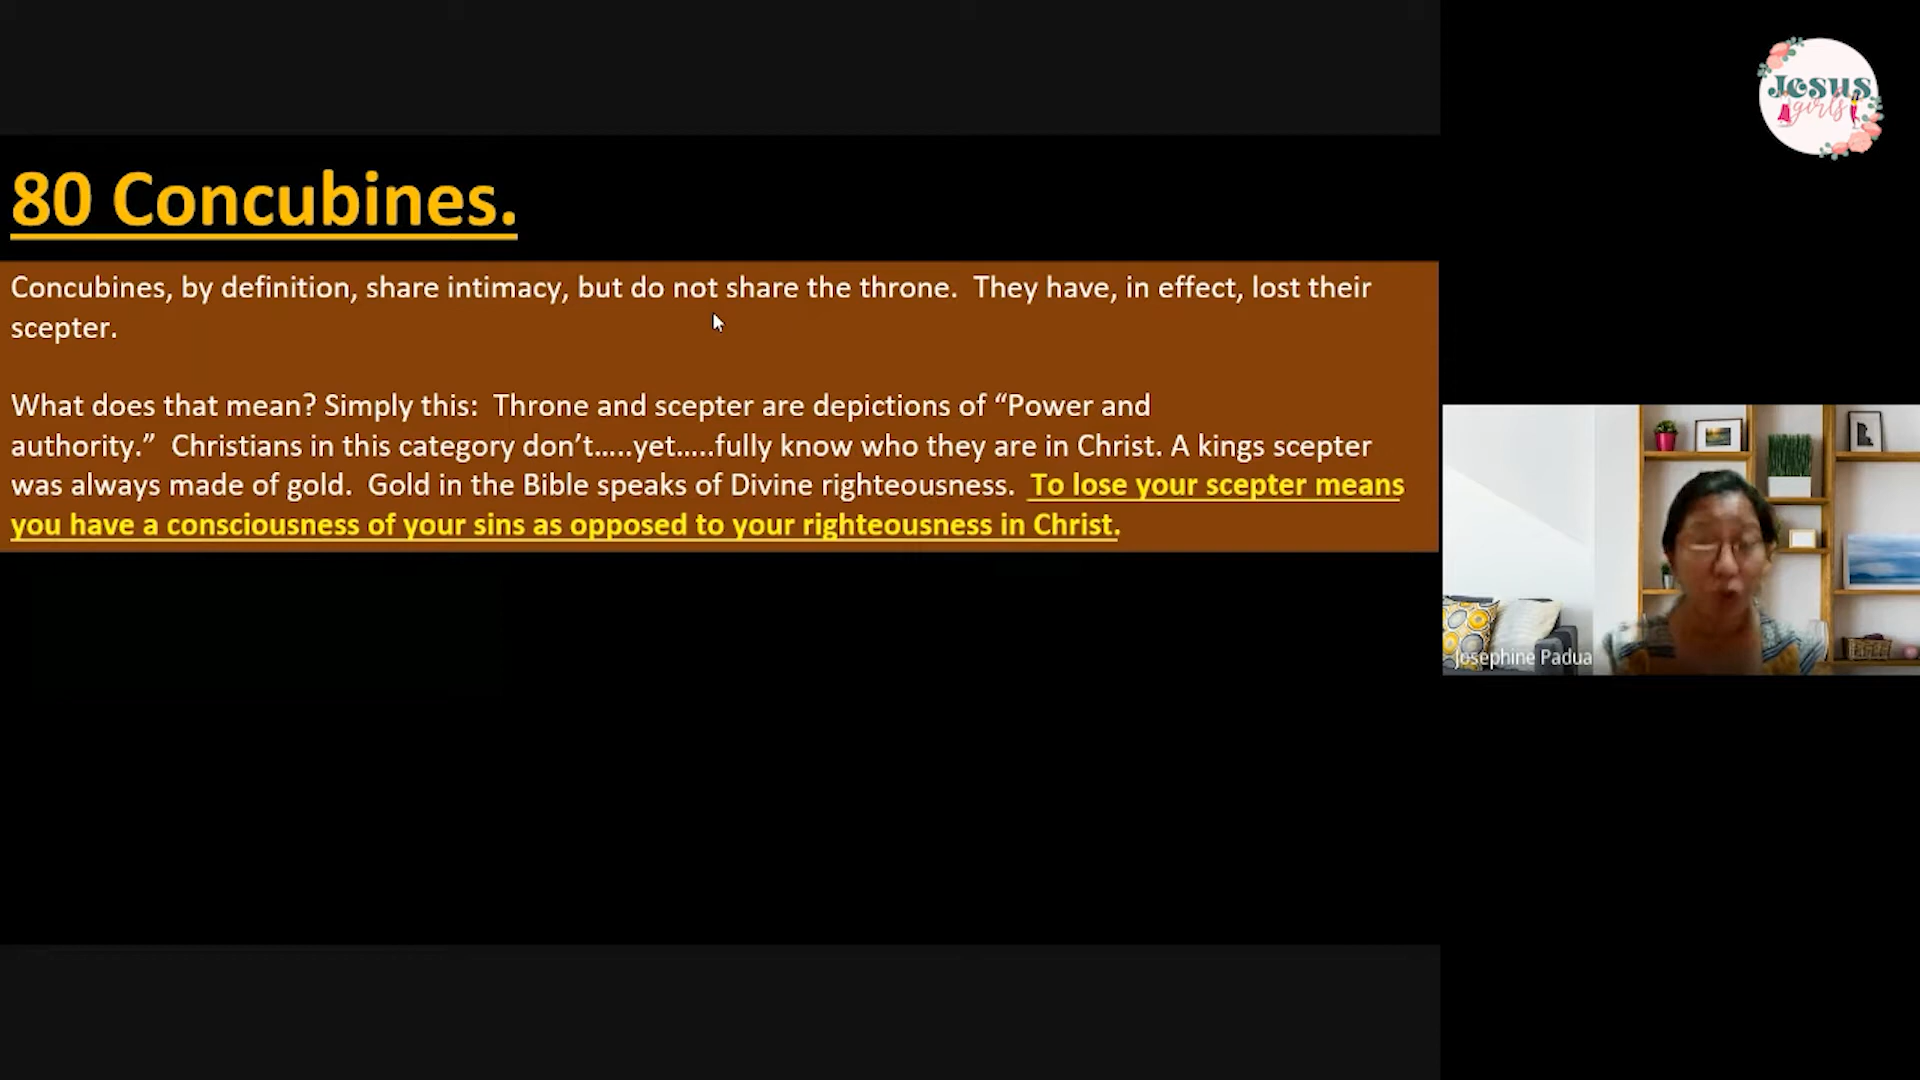 Jesus
girls
80 Concubines.
Concubines, by definition, share intimacy, but do not share the throne.  They have, in effect, lost their
scepter.
What does that mean? Simply this:  Throne and scepter are depictions of “Power and
authority.”  Christians in this category don’t…..yet…..fully know who they are in Christ. A kings scepter
was always made of gold.  Gold in the Bible speaks of Divine righteousness.  To lose your scepter means
you have a consciousness of your sins as opposed to your righteousness in Christ.
Josephine Padua